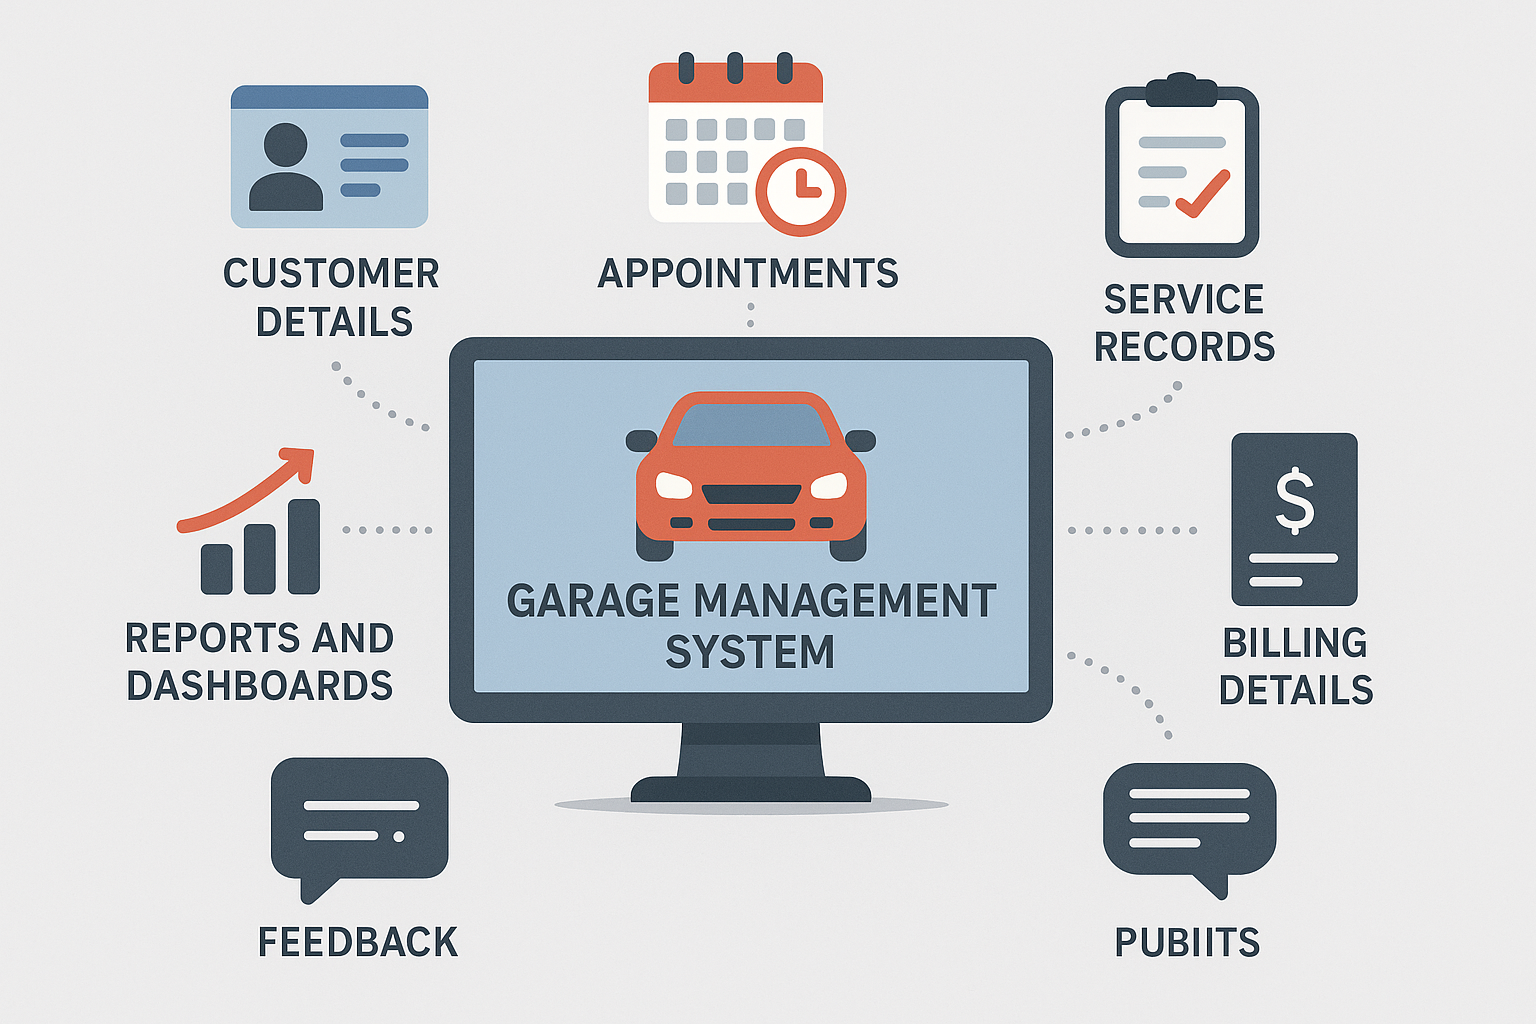 CUSTOMER
DETAILS
APPOINTMENTS
SERVICE
RECORDS
$
GARAGE MANAGEMENT
SYSTEM
REPORTS AND
DASHBOARDS
BILLING
DETAILS
FEEDBACK
PUBIITS